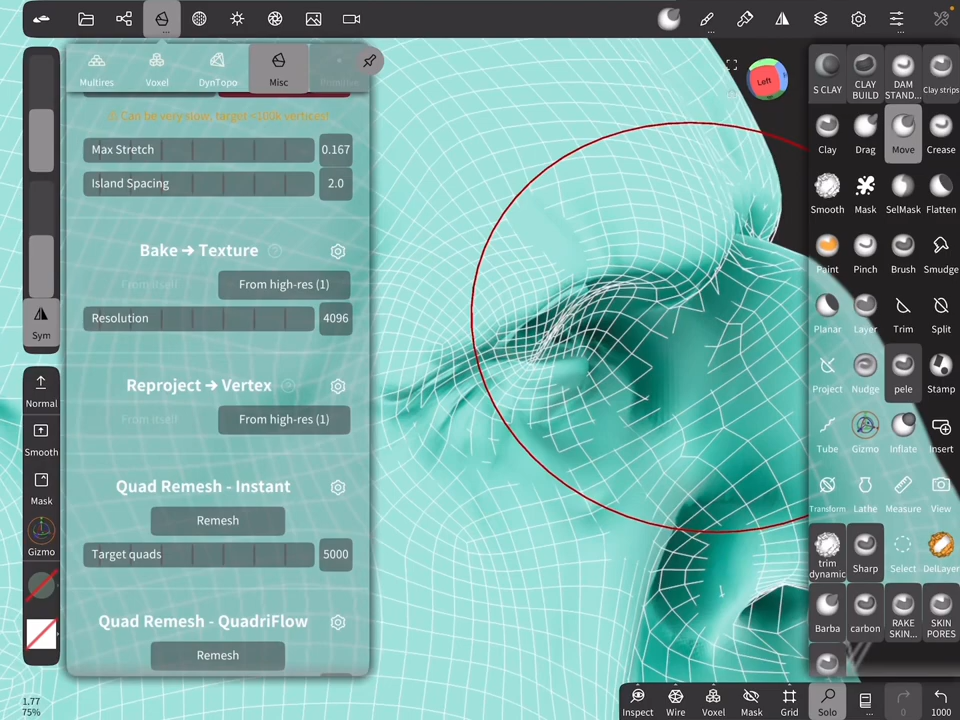 Multires
Voxel
DynTopo
Misc
Primitive
Can be very slow, target <100k vertices!
Max Stretch
0.167
Island Spacing
2.0
Bake → Texture
?
From itself
From high-res (1)
Resolution
4096
Reproject → Vertex
?
From itself
From high-res (1)
Quad Remesh - Instant
Remesh
Target quads
5000
Quad Remesh - QuadriFlow
Remesh
Sym
Normal
Smooth
Mask
Gizmo
1.77
75%
Left
S CLAY
CLAY
BUILD
DAM
STAND...
Clay strips
Clay
Drag
Move
Crease
Smooth
Mask
SelMask
Flatten
Paint
Pinch
Brush
Smudge
Planar
Layer
Trim
Split
Project
Nudge
pele
Stamp
Tube
Gizmo
Inflate
Insert
Transform
Lathe
Measure
View
trim
dynamic
Sharp
Select
DelLayer
Barba
carbon
RAKE
SKIN...
SKIN
PORES
Inspect
Wire
Voxel
Mask
Grid
Solo
...
0
1000